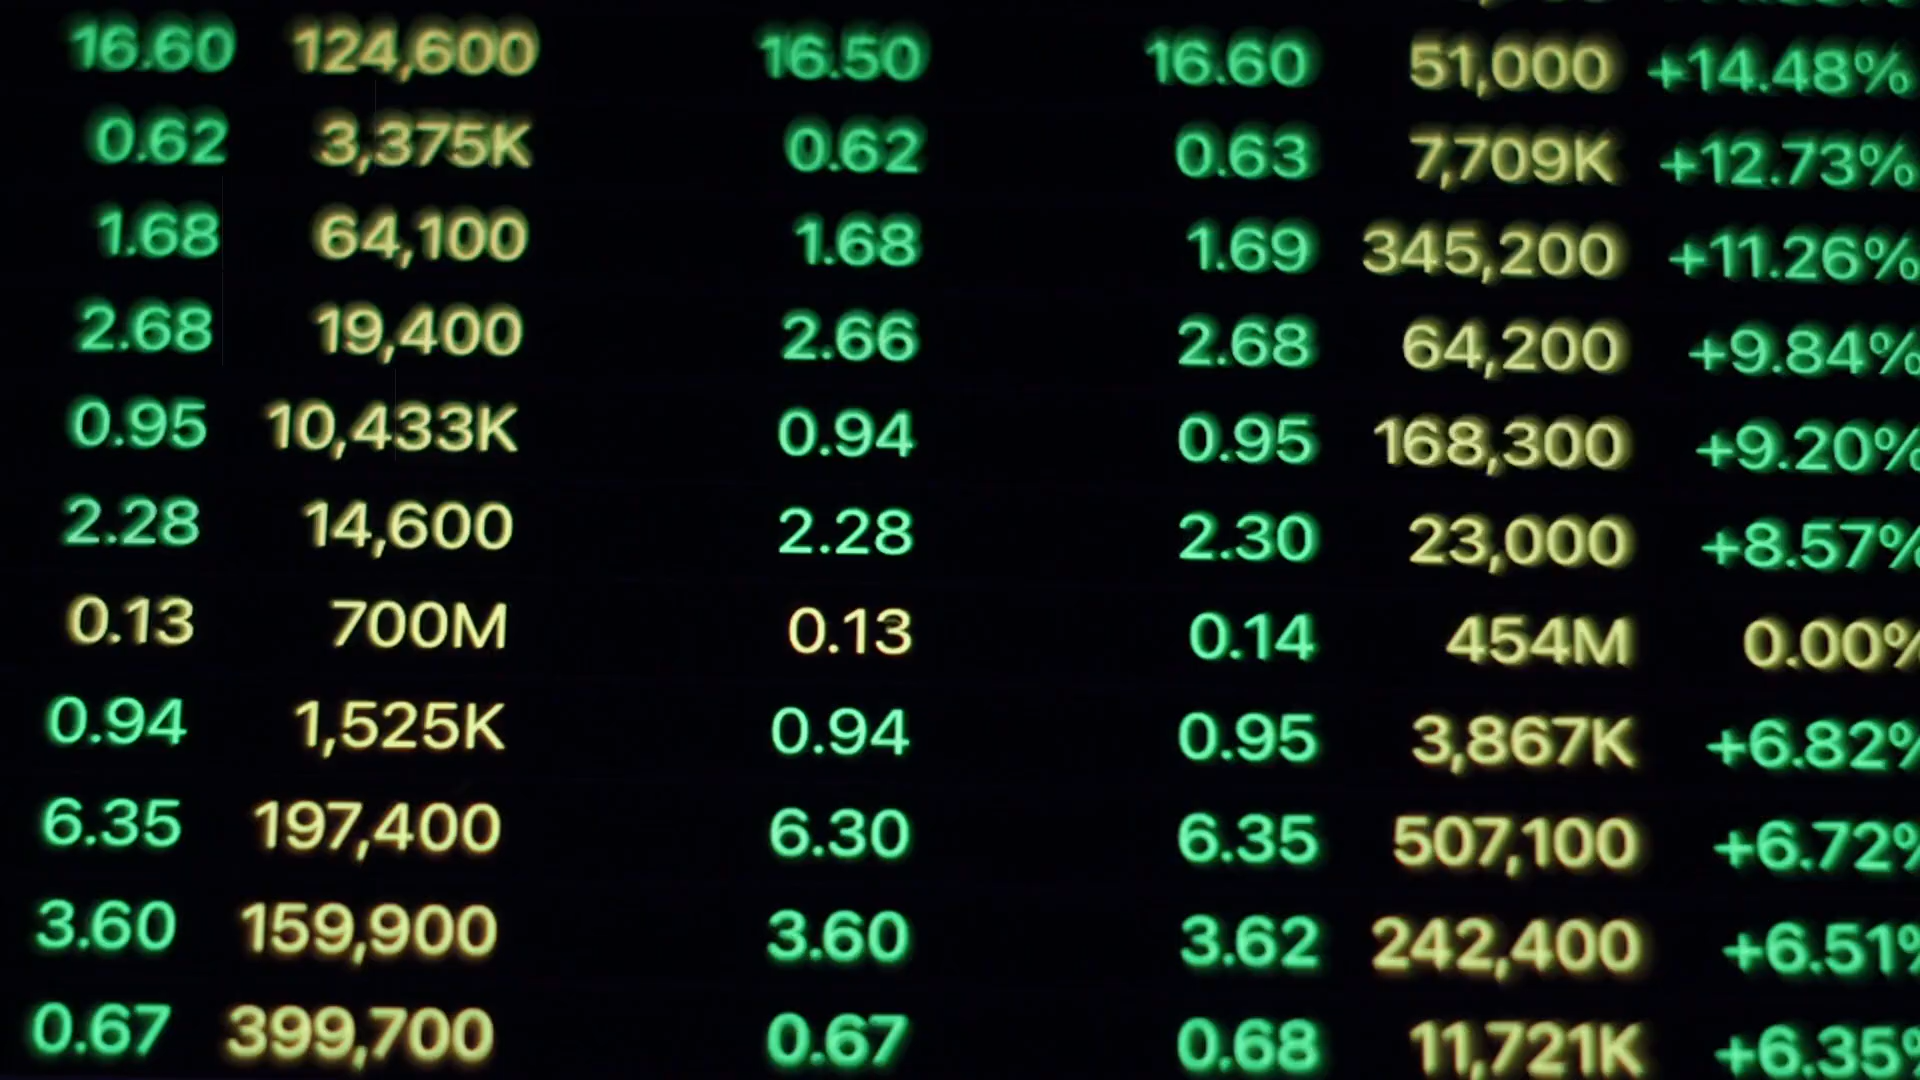 16.60 124,600 16.50 16.60 51,000 +14.48%
0.62 3,375K 0.62 0.63 7,709K +12.73%
1.68 64,100 1.68 1.69 345,200 +11.26%
2.68 19,400 2.66 2.68 64,200 +9.84%
0.95 10,433K 0.94 0.95 168,300 +9.20%
2.28 14,600 2.28 2.30 23,000 +8.57%
0.13 700M 0.13 0.14 454M 0.00%
0.94 1,525K 0.94 0.95 3,867K +6.82%
6.35 197,400 6.30 6.35 507,100 +6.72%
3.60 159,900 3.60 3.62 242,400 +6.51%
0.67 399,700 0.67 0.68 11,721K +6.35%